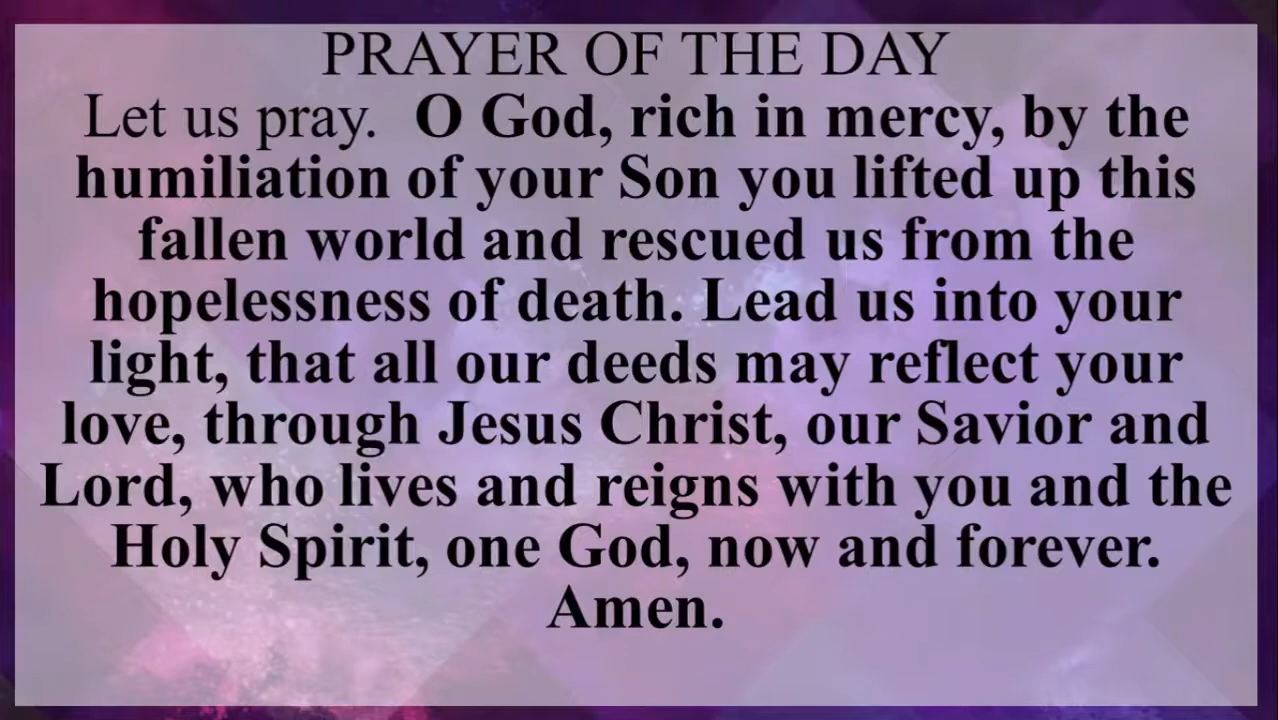 PRAYER OF THE DAY
Let us pray. O God, rich in mercy, by the
humiliation of your Son you lifted up this
fallen world and rescued us from the
hopelessness of death. Lead us into your
light, that all our deeds may reflect your
love, through Jesus Christ, our Savior and
Lord, who lives and reigns with you and the
Holy Spirit, one God, now and forever.
Amen.